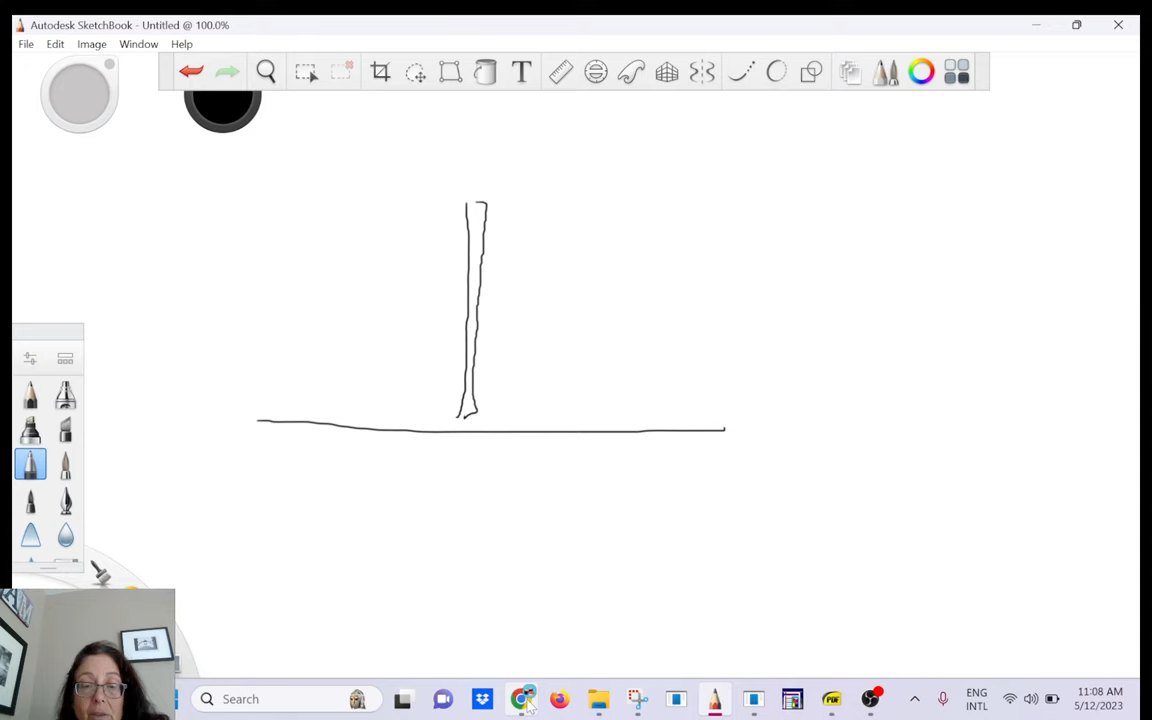 Autodesk SketchBook - Untitled @ 100.0%
File Edit Image Window Help
T
Search
PDF
ENG
INTL
11:08 AM
5/12/2023